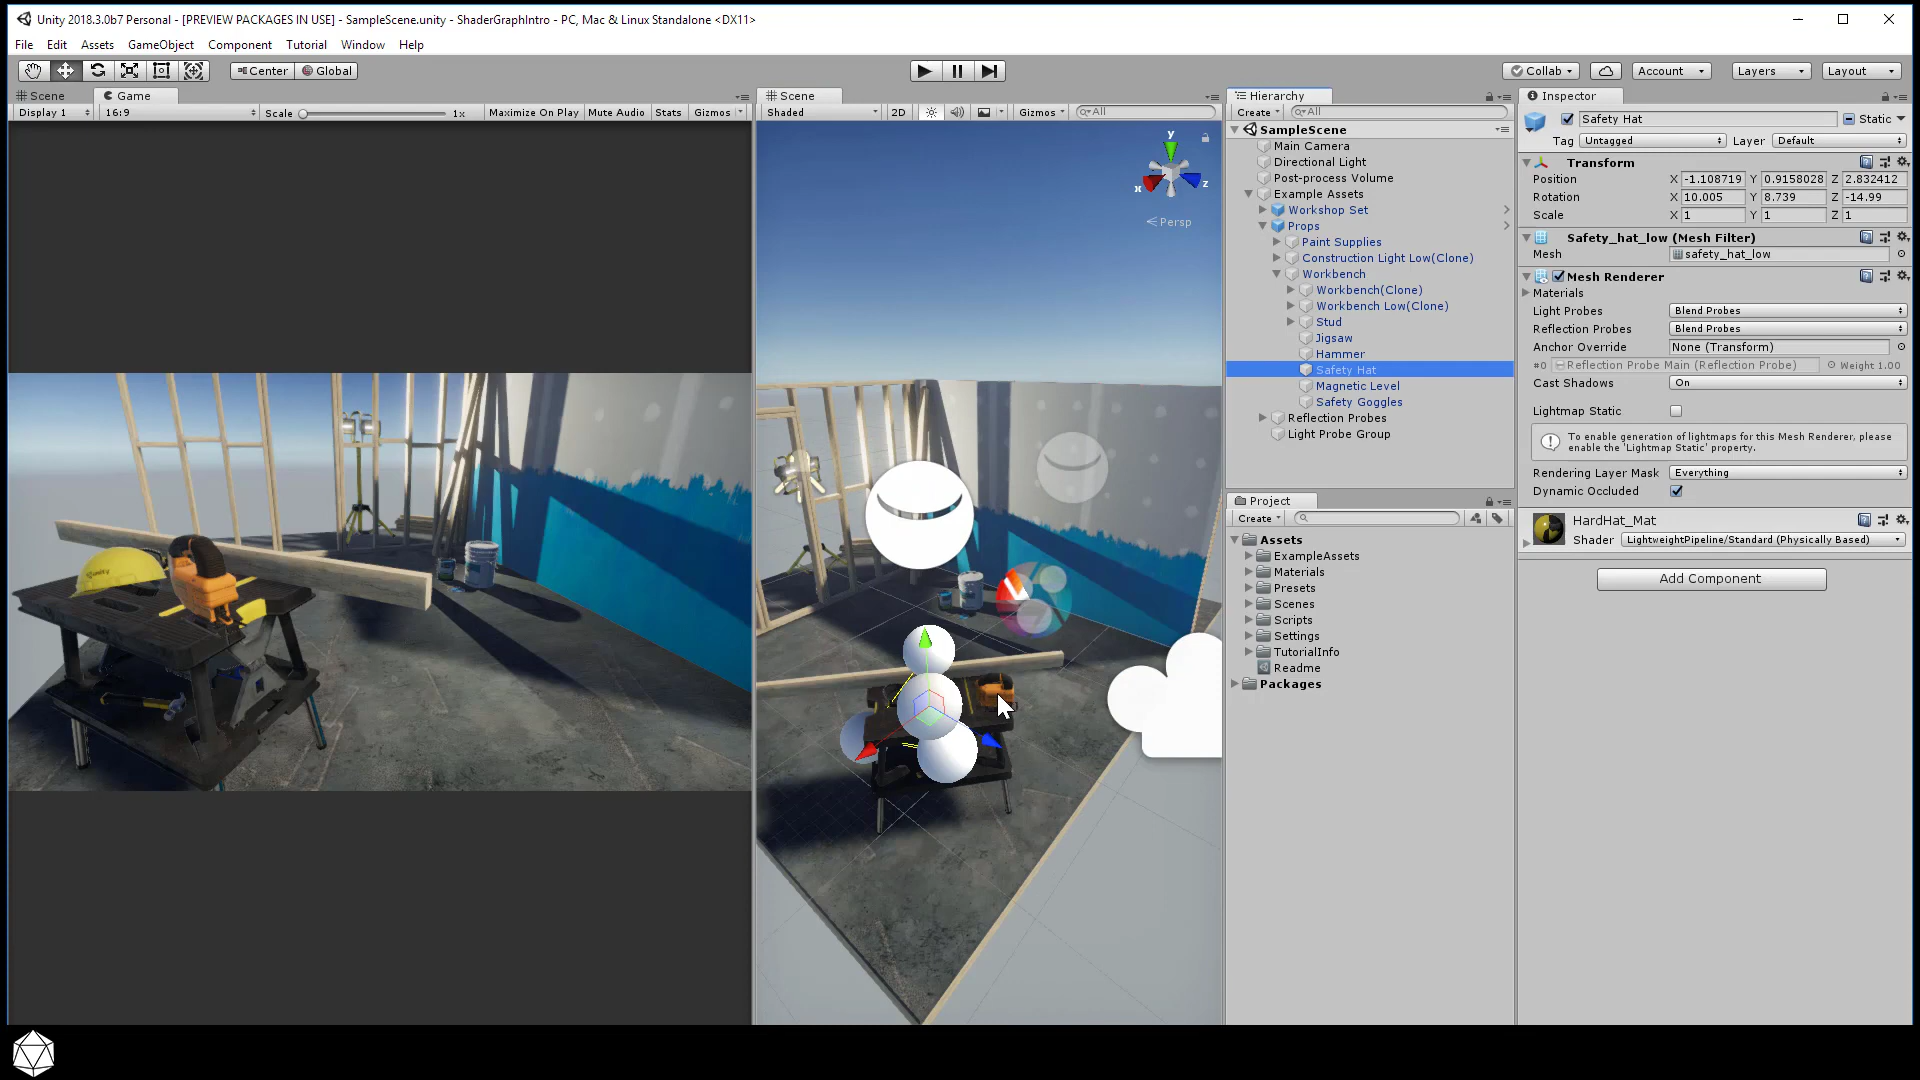 Unity 2018.3.0b7 Personal - [PREVIEW PACKAGES IN USE] - SampleScene.unity - ShaderGraphIntro - PC, Mac & Linux Standalone <DX11>
File Edit Assets GameObject Component Tutorial Window Help
Center Global Collab Account Layers Layout
Scene Game
Display 1 16:9 Scale 1x Maximize On Play Mute Audio Stats Gizmos
Scene
Shaded 2D Gizmos All
y
x z
Persp
Hierarchy
Create All
SampleScene
Main Camera
Directional Light
Post-process Volume
Example Assets
Workshop Set
Props
Paint Supplies
Construction Light Low(Clone)
Workbench
Workbench(Clone)
Workbench Low(Clone)
Stud
Jigsaw
Hammer
Safety Hat
Magnetic Level
Safety Goggles
Reflection Probes
Light Probe Group
Project
Create
Assets
ExampleAssets
Materials
Presets
Scenes
Scripts
Settings
TutorialInfo
Readme
Packages
Inspector
Safety Hat Static
Tag Untagged Layer Default
Transform
Position X -1.108719 Y 0.9158028 Z 2.832412
Rotation X 10.005 Y 8.739 Z -14.99
Scale X 1 Y 1 Z 1
Safety_hat_low (Mesh Filter)
Mesh safety_hat_low
Mesh Renderer
Materials
Light Probes Blend Probes
Reflection Probes Blend Probes
Anchor Override None (Transform)
#0 Reflection Probe Main (Reflection Probe) Weight 1.00
Cast Shadows On
Lightmap Static
To enable generation of lightmaps for this Mesh Renderer, please
enable the 'Lightmap Static' property.
Rendering Layer Mask Everything
Dynamic Occluded
HardHat_Mat
Shader LightweightPipeline/Standard (Physically Based)
Add Component